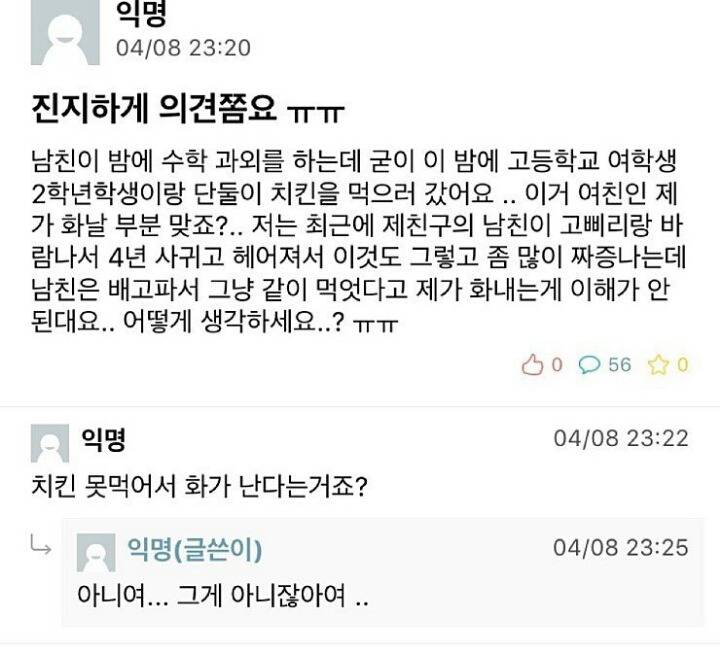 익명
04/08 23:20
진지하게 의견쫌요 ㅠㅠ
남친이 밤에 수학 과외를 하는데 굳이 이 밤에 고등학교 여학생
2학년학생이랑 단둘이 치킨을 먹으러 갔어요 .. 이거 여친인 제
가 화날 부분 맞죠?.. 저는 최근에 제친구의 남친이 고삐리랑 바
람나서 4년 사귀고 헤어져서 이것도 그렇고 좀 많이 짜증나는데
남친은 배고파서 그냥 같이 먹엇다고 제가 화내는게 이해가 안
된대요.. 어떻게 생각하세요..? ㅠㅠ
0 56 0
익명 04/08 23:22
치킨 못먹어서 화가 난다는거죠?
익명(글쓴이) 04/08 23:25
아니여... 그게 아니잖아여 ..